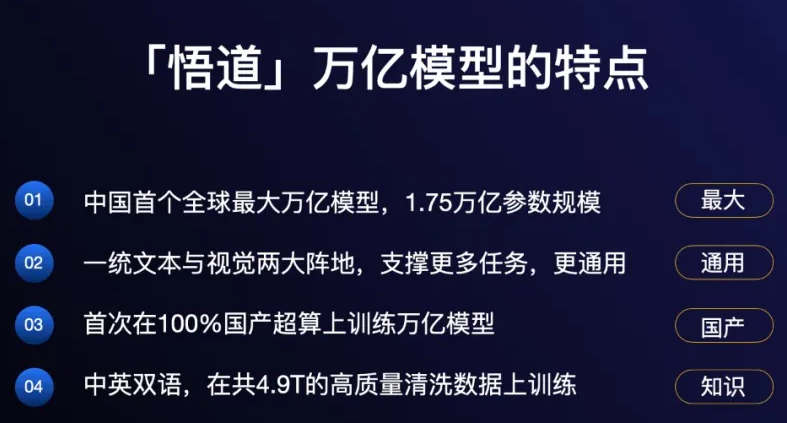 「悟道」万亿模型的特点
01 中国首个全球最大万亿模型，1.75万亿参数规模 最大
02 一统文本与视觉两大阵地，支撑更多任务，更通用 通用
03 首次在100%国产超算上训练万亿模型 国产
04 中英双语，在共4.9T的高质量清洗数据上训练 知识